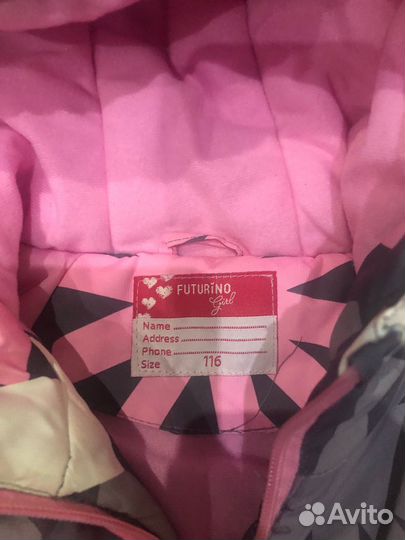 FUTURiNO
Girl
Name
Address
Phone
Size 116
Avito